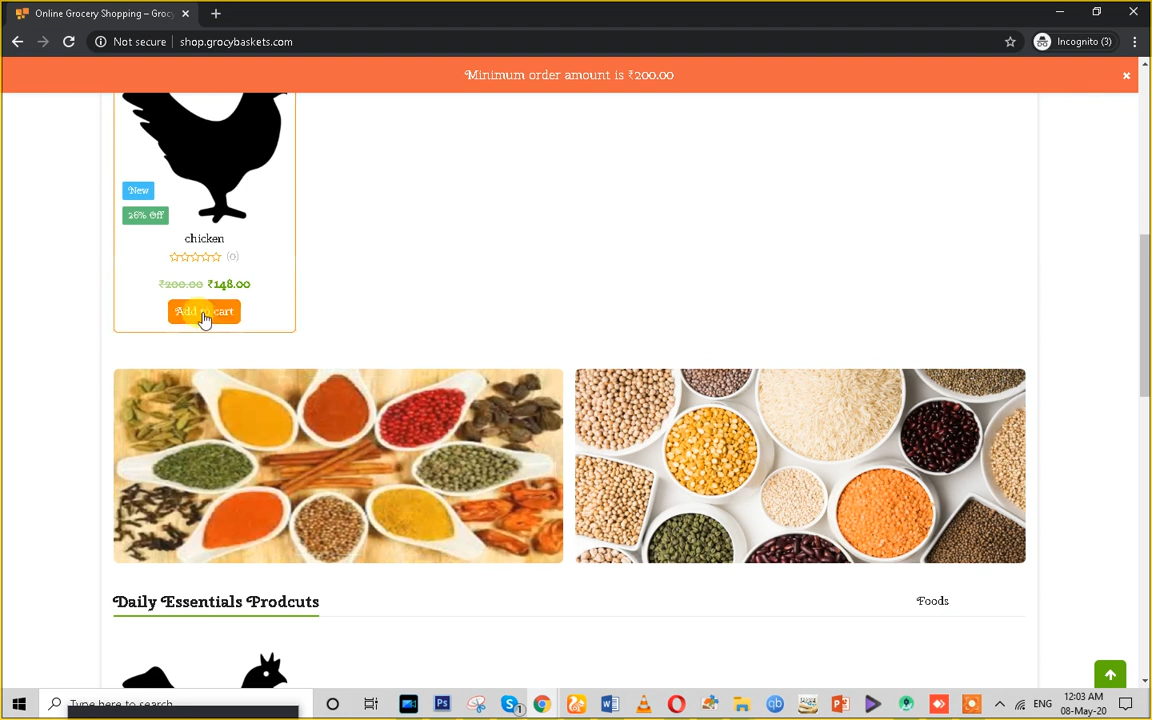 Online Grocery Shopping – Groc
Not secure shop.grocybaskets.com
Incognito (3)
Minimum order amount is ₹200.00
New
26% Off
chicken
(0)
₹200.00 ₹148.00
Add to cart
Daily Essentials Prodcuts
Foods
Type here to search
ENG
12:03 AM
08-May-20